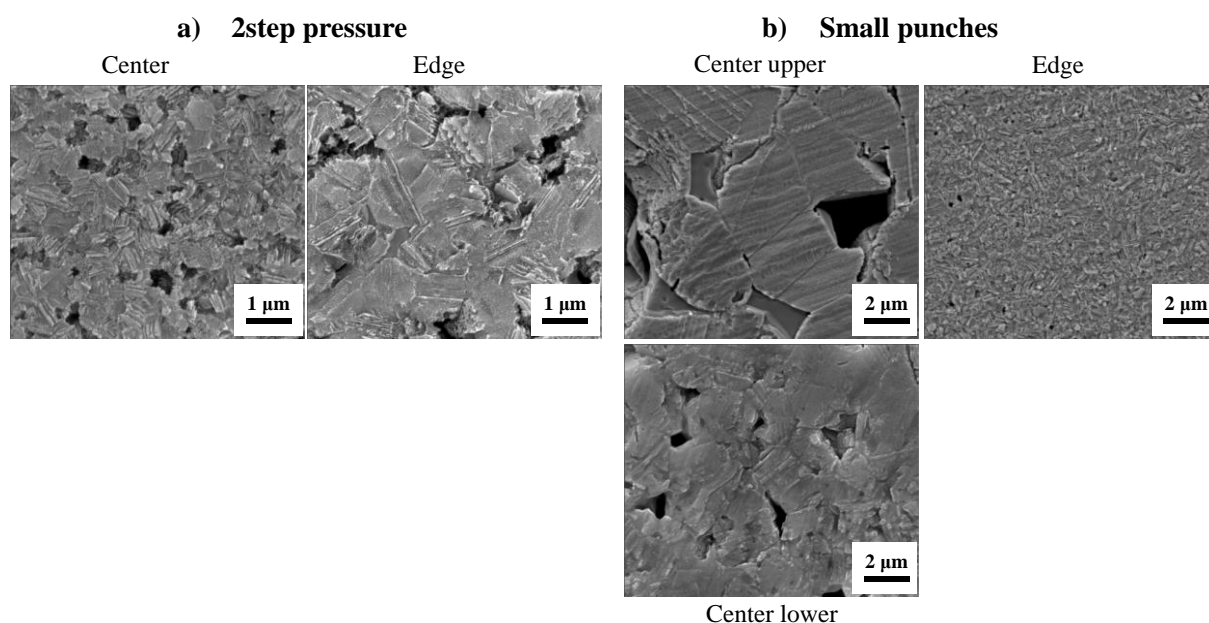 a) 2step pressure
b) Small punches
Center
Edge
Center upper
Edge
1 μm
1 μm
2 μm
2 μm
2 μm
Center lower